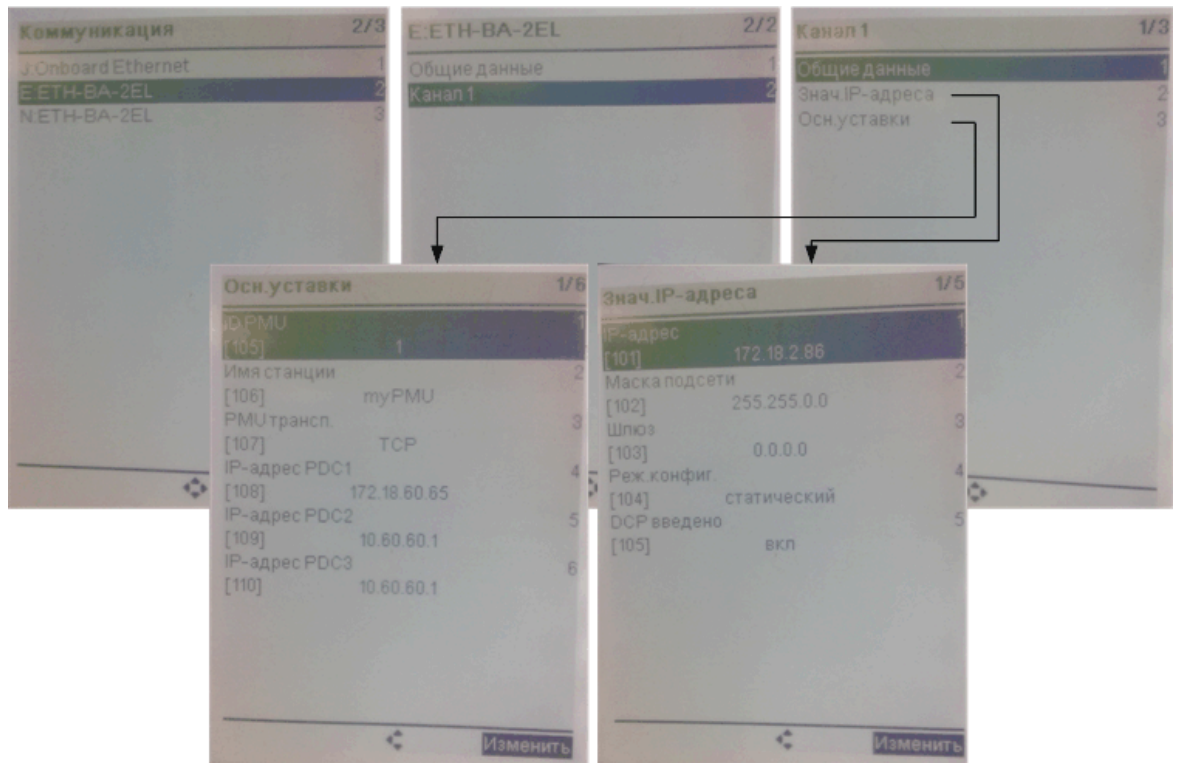 Коммуникация 2/3
J:Onboard Ethernet 1
E:ETH-BA-2EL 2
N:ETH-BA-2EL 3
E:ETH-BA-2EL 2/2
Общие данные 1
Канал 1 2
Канал 1 1/3
Общие данные 1
Знач.IP-адреса 2
Осн.уставки 3
Осн.уставки 1/6
ID PMU 1
[105] 1
Имя станции 2
[106] myPMU
PMU трансп. 3
[107] TCP
IP-адрес PDC1 4
[108] 172.18.60.65
IP-адрес PDC2 5
[109] 10.60.60.1
IP-адрес PDC3 6
[110] 10.60.60.1
Изменить
Знач.IP-адреса 1/5
IP-адрес 1
[101] 172.18.2.86
Маска подсети 2
[102] 255.255.0.0
Шлюз 3
[103] 0.0.0.0
Реж.конфиг. 4
[104] статический
DCP введено 5
[105] вкл
Изменить